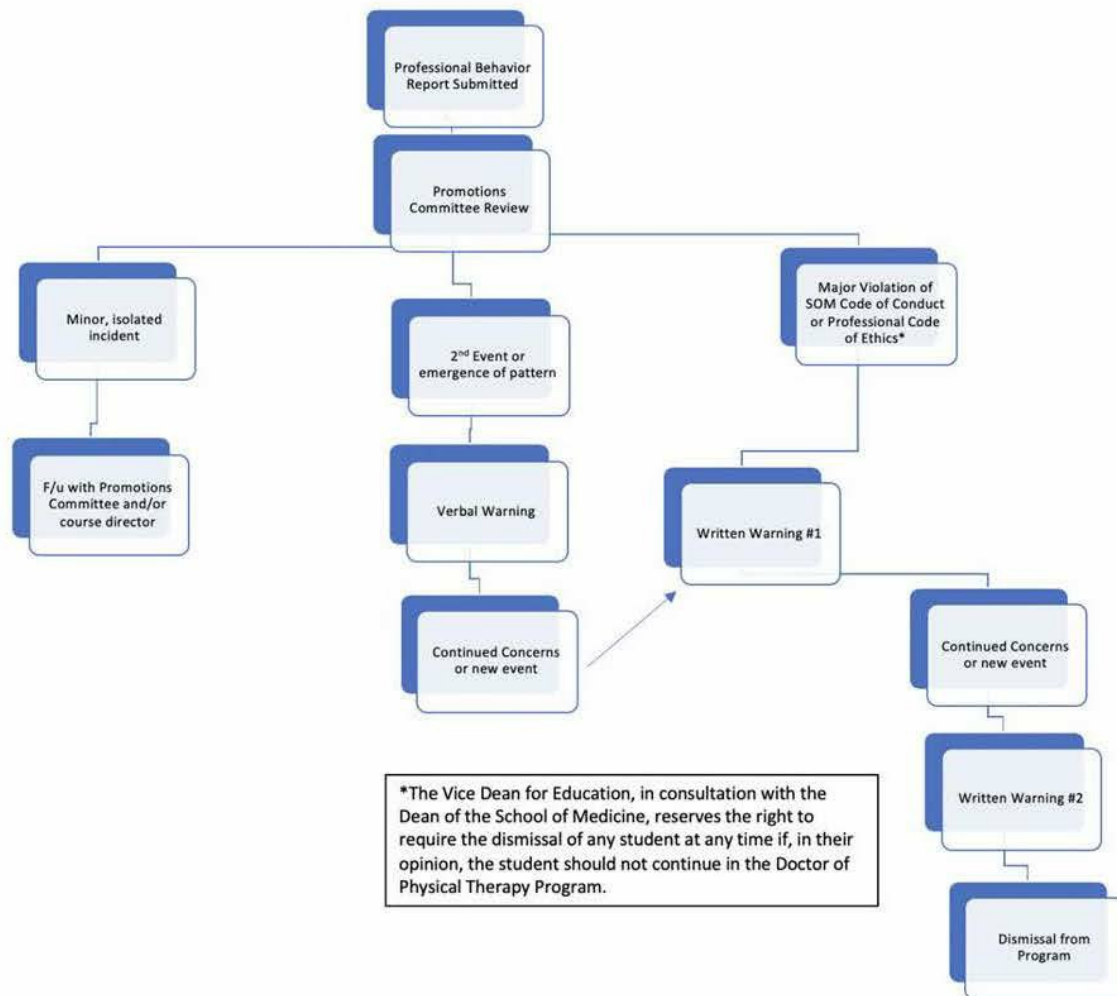 Professional Behavior
Report Submitted
Promotions
Committee Review
Minor, isolated
incident
F/u with Promotions
Committee and/or
course director
2nd Event or
emergence of pattern
Verbal Warning
Continued Concerns
or new event
Major Violation of
SOM Code of Conduct
or Professional Code
of Ethics*
Written Warning #1
Continued Concerns
or new event
Written Warning #2
Dismissal from
Program
*The Vice Dean for Education, in consultation with the
Dean of the School of Medicine, reserves the right to
require the dismissal of any student at any time if, in their
opinion, the student should not continue in the Doctor of
Physical Therapy Program.